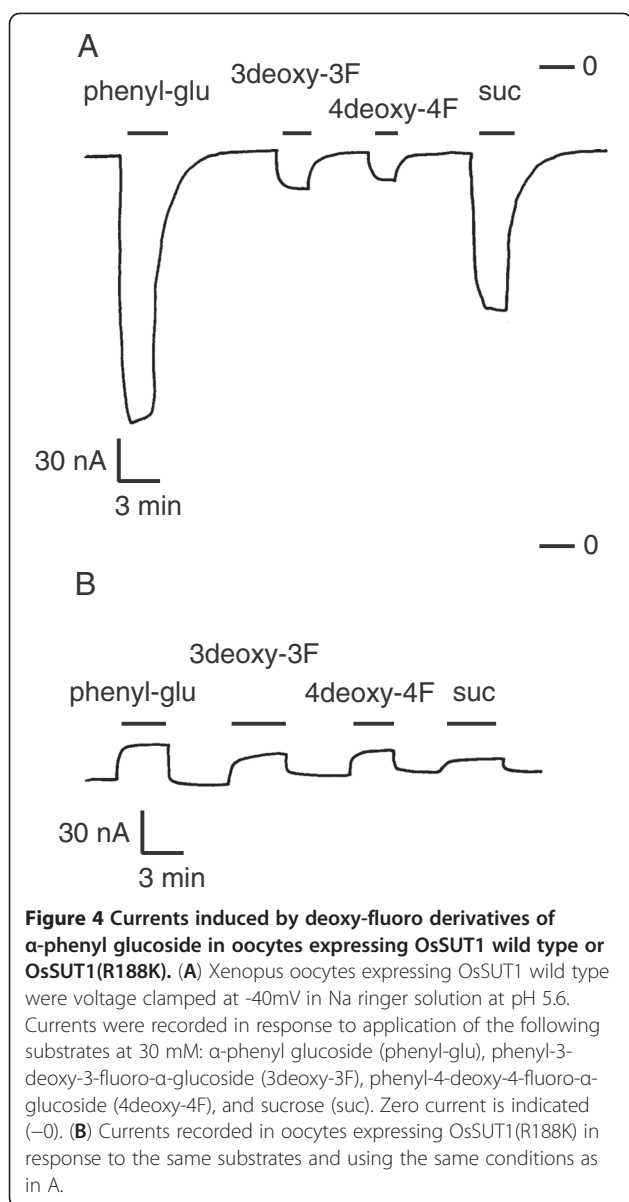 A
0
3deoxy-3F
phenyl-glu
suc
4deoxy-4F
30 nA
3 min
0
B
3deoxy-3F
phenyl-glu
4deoxy-4F
suc
30 nA
3 min
Figure 4 Currents induced by deoxy-fluoro derivatives of
α-phenyl glucoside in oocytes expressing OsSUT1 wild type or
OsSUT1(R188K). (A) Xenopus oocytes expressing OsSUT1 wild type
were voltage clamped at -40mV in Na ringer solution at pH 5.6.
Currents were recorded in response to application of the following
substrates at 30 mM: α-phenyl glucoside (phenyl-glu), phenyl-3-
deoxy-3-fluoro-α-glucoside (3deoxy-3F), phenyl-4-deoxy-4-fluoro-α-
glucoside (4deoxy-4F), and sucrose (suc). Zero current is indicated
(−0). (B) Currents recorded in oocytes expressing OsSUT1(R188K) in
response to the same substrates and using the same conditions as
in A.